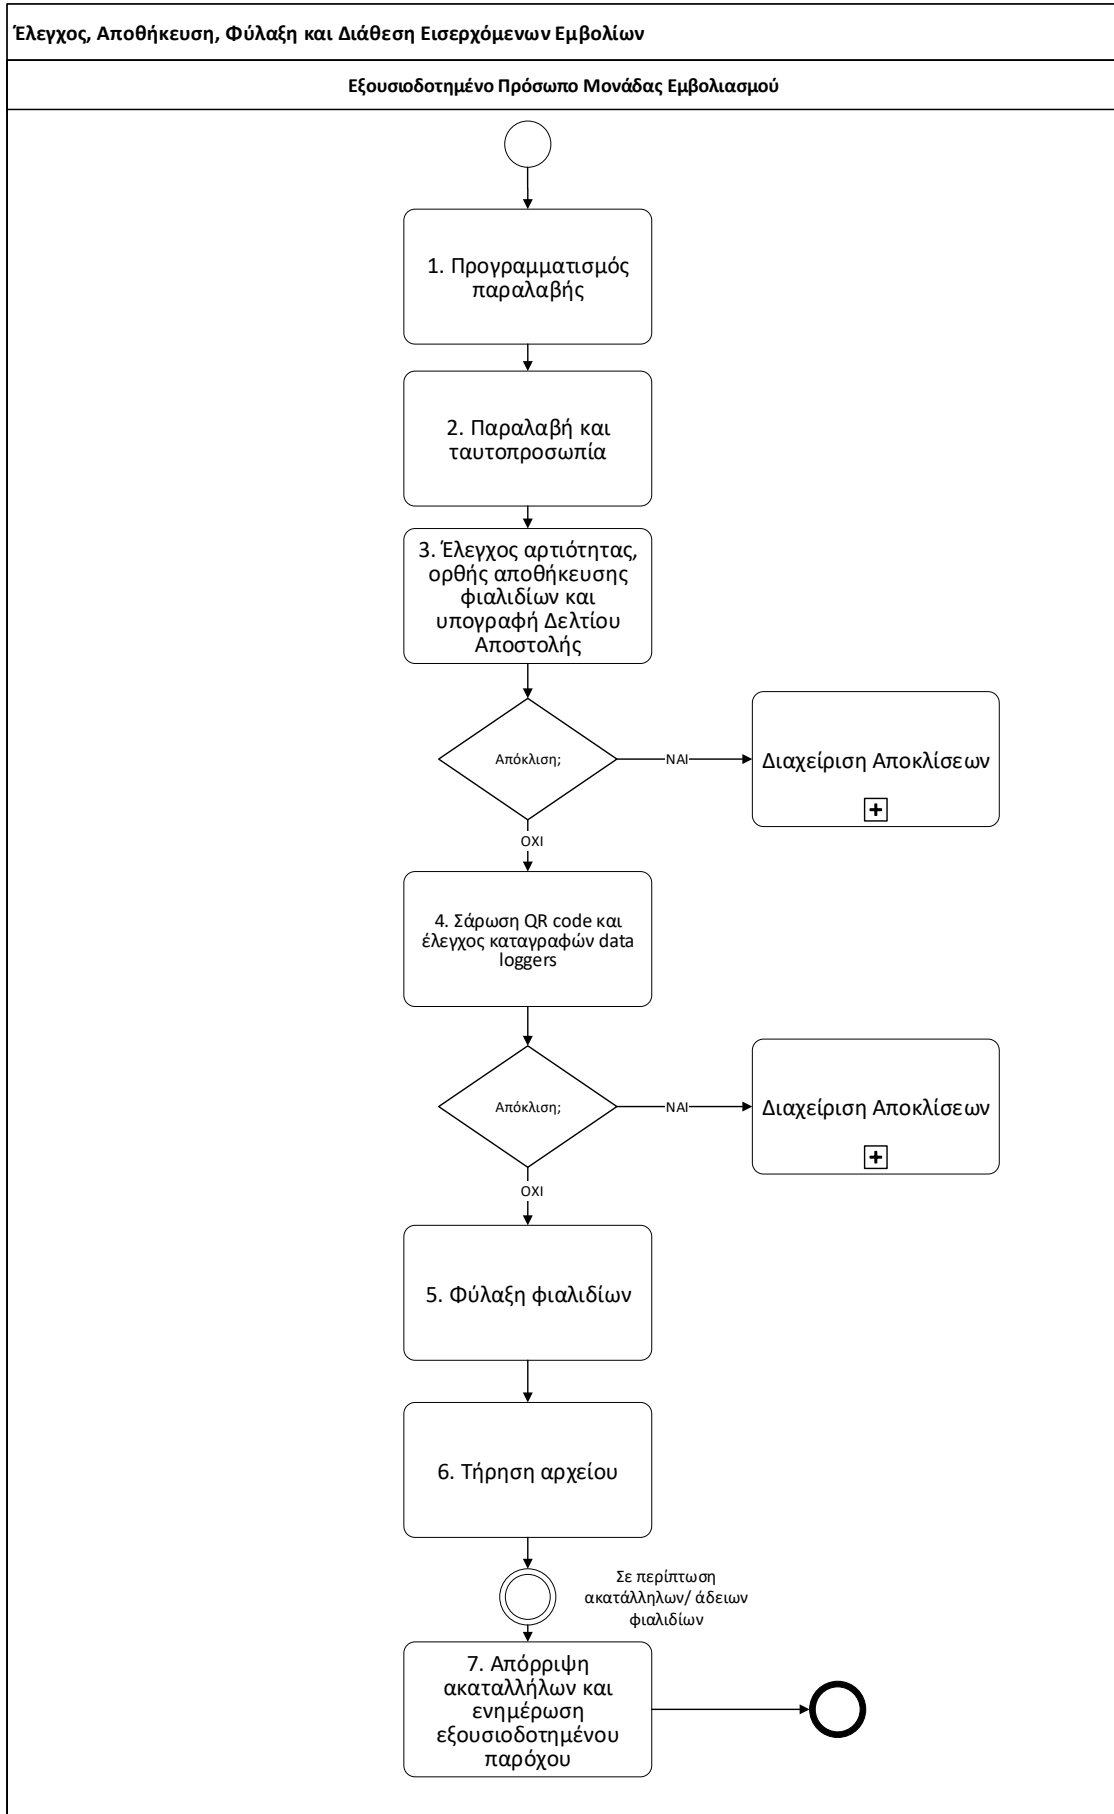 Έλεγχος, Αποθήκευση, Φύλαξη και Διάθεση Εισερχόμενων Εμβολίων
Εξουσιοδοτημένο Πρόσωπο Μονάδας Εμβολιασμού
1. Προγραμματισμός
παραλαβής
2. Παραλαβή και
ταυτοπροσωπία
3. Έλεγχος αρτιότητας,
ορθής αποθήκευσης
φιαλιδίων και
υπογραφή Δελτίου
Αποστολής
Απόκλιση;
ΝΑΙ
Διαχείριση Αποκλίσεων
ΟΧΙ
4. Σάρωση QR code και
έλεγχος καταγραφών data
loggers
Απόκλιση;
ΝΑΙ
Διαχείριση Αποκλίσεων
ΟΧΙ
5. Φύλαξη φιαλιδίων
6. Τήρηση αρχείου
Σε περίπτωση
ακατάλληλων/ άδειων
φιαλιδίων
7. Απόρριψη
ακαταλλήλων και
ενημέρωση
εξουσιοδοτημένου
παρόχου